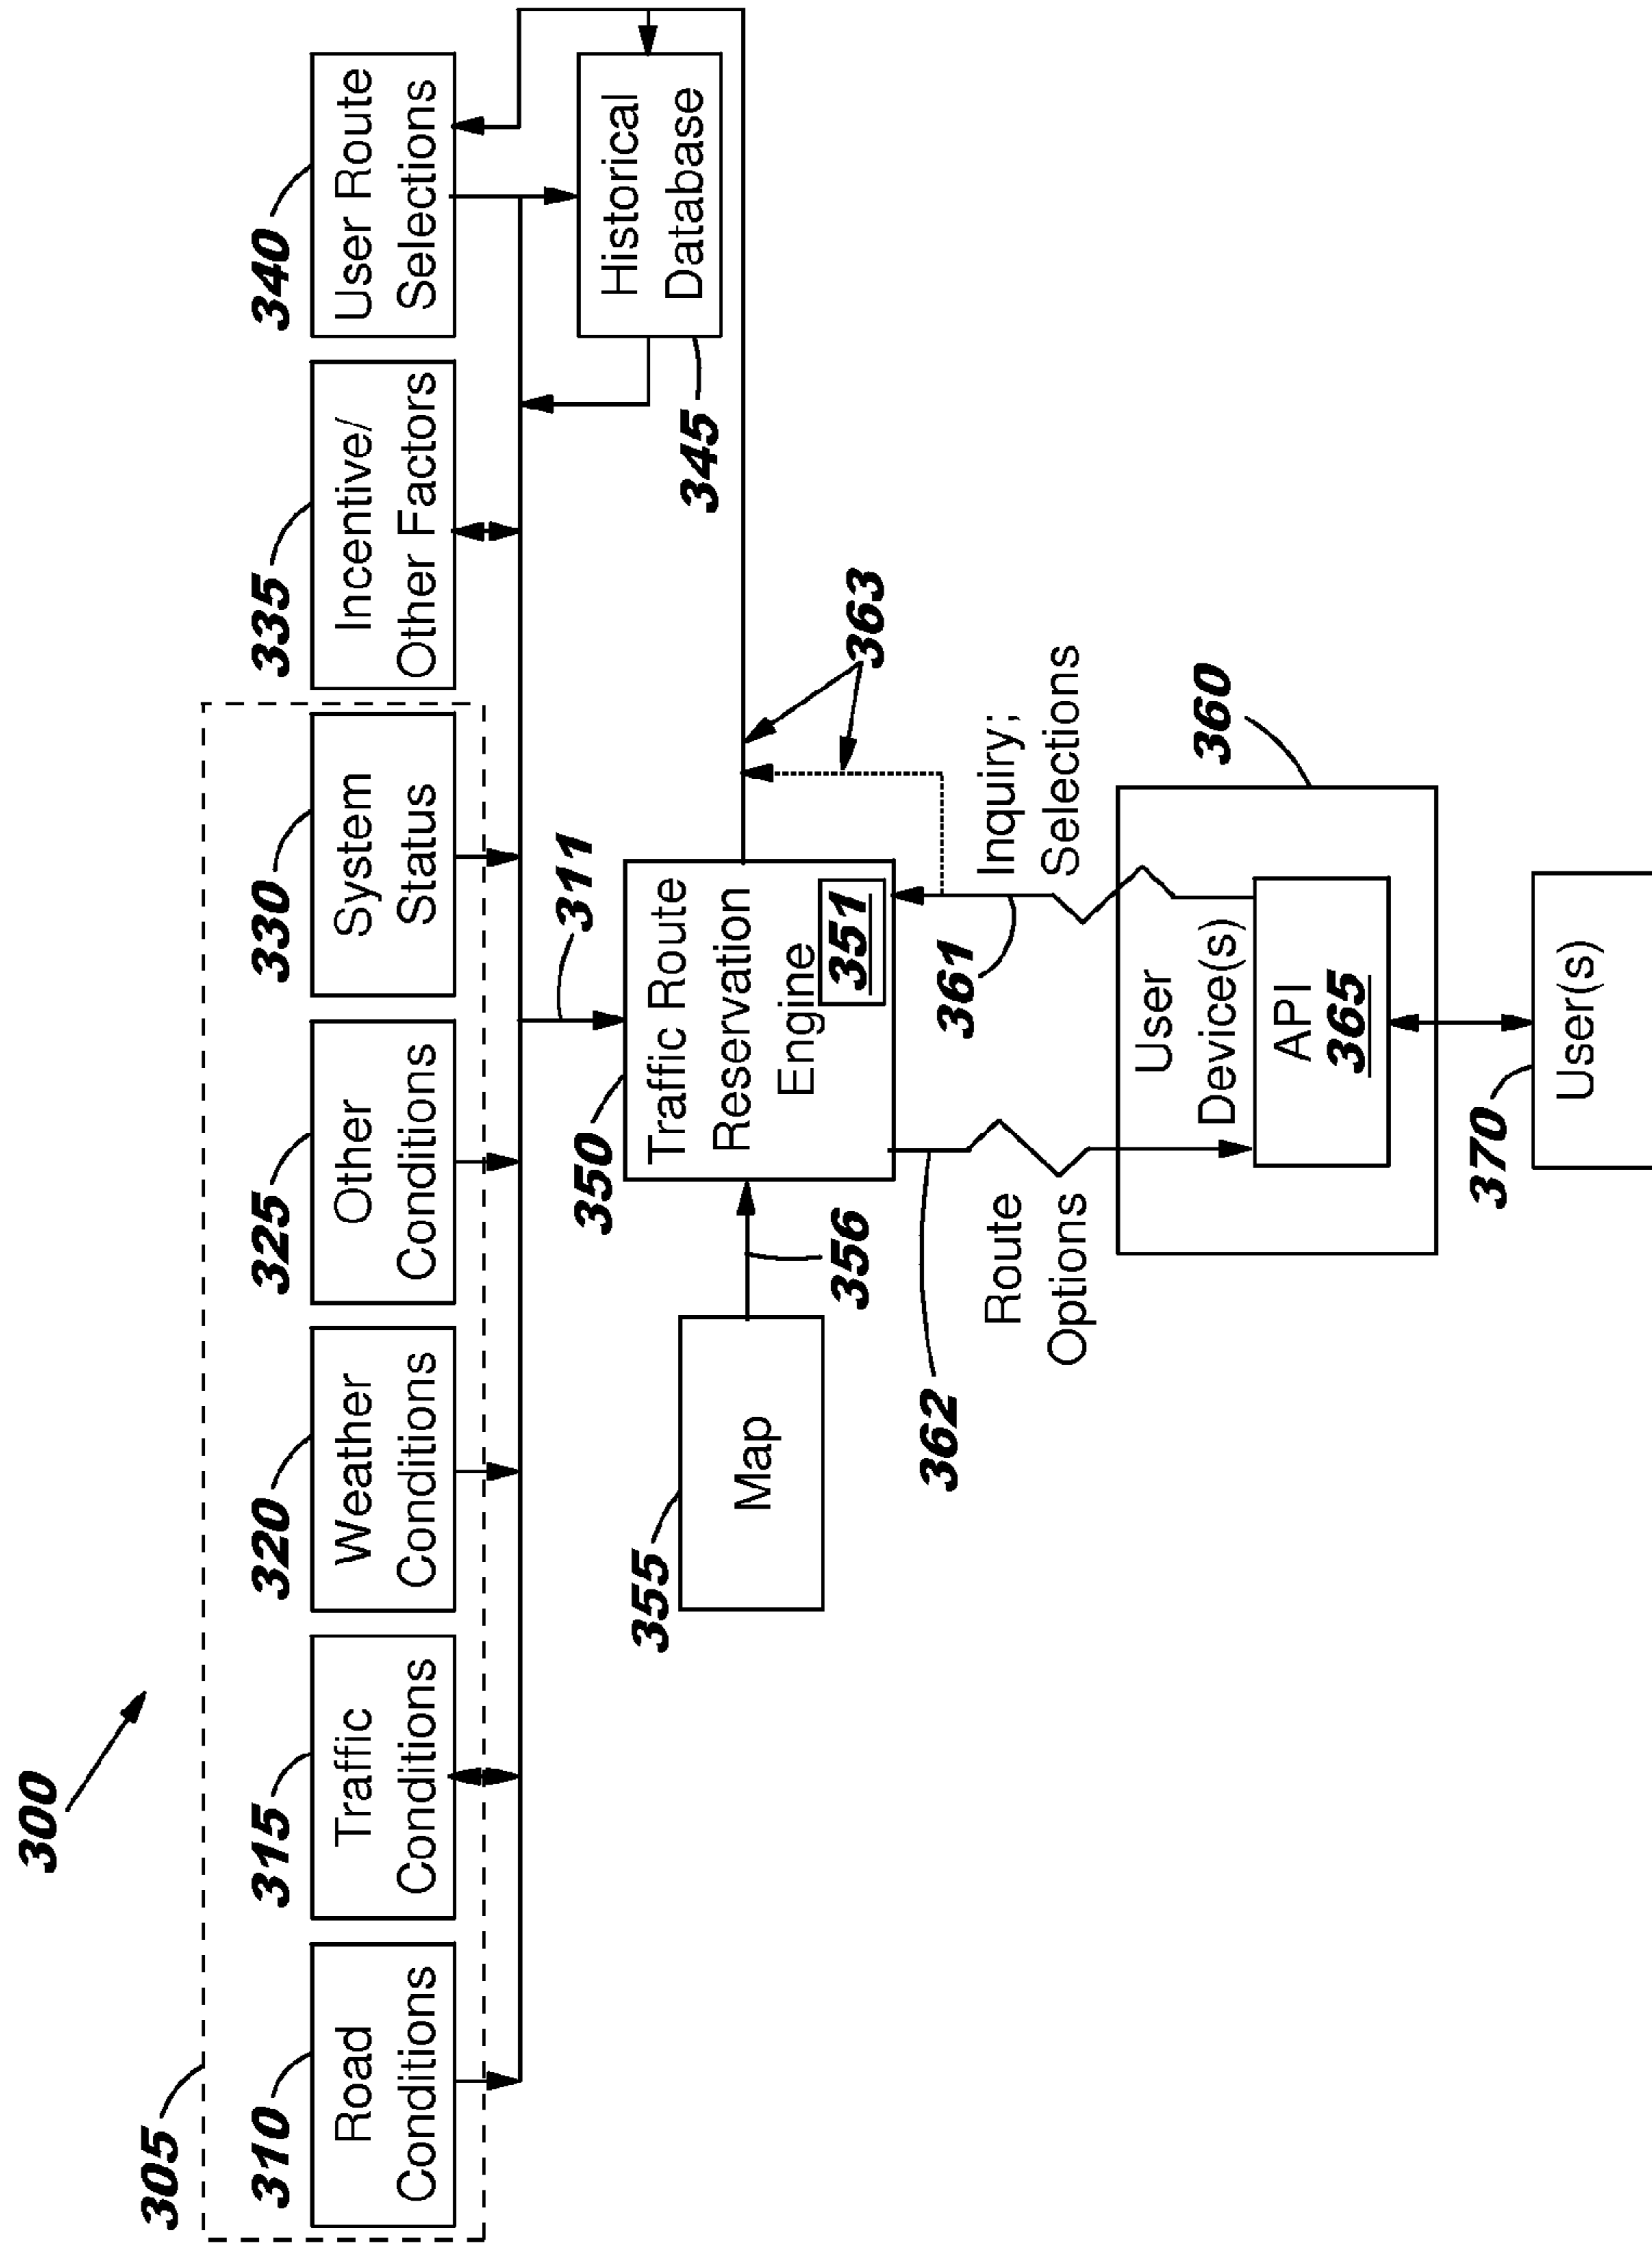 300
305
310
Road
Conditions
315
Traffic
Conditions
320
Weather
Conditions
325
Other
Conditions
330
System
Status
335
Incentive/
Other Factors
340
User Route
Selections
311
345
Historical
Database
350
Traffic Route
Reservation
Engine
351
355
Map
356
363
362
Route
Options
361
Inquiry;
Selections
360
User
Device(s)
API
365
370
User(s)